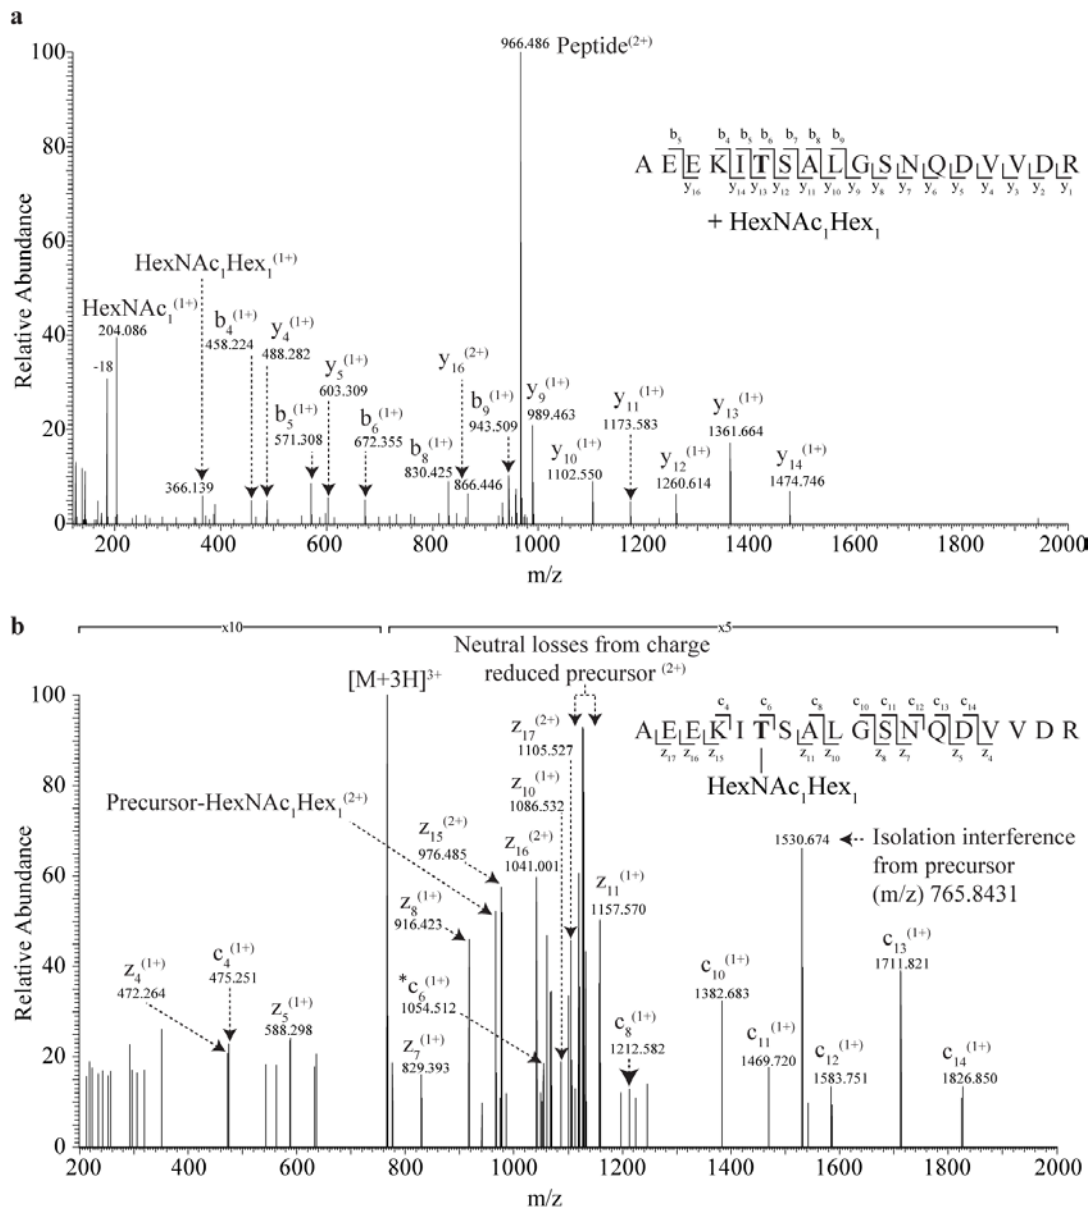 a
966.486 Peptide(2+)
b5 b4 b5 b6 b7 b8 b9
A E E K I T S A L G S N Q D V V D R
y16 y14 y13 y12 y11 y10 y9 y8 y7 y6 y5 y4 y3 y2 y1
+ HexNAc1Hex1
HexNAc1Hex1(1+)
HexNAc1(1+)
204.086
-18
b4(1+)
458.224
y4(1+)
488.282
y5(1+)
603.309
b5(1+)
571.308
b6(1+)
672.355
y16(2+)
866.446
b8(1+)
830.425
b9(1+)
943.509
y9(1+)
989.463
y10(1+)
1102.550
y11(1+)
1173.583
y12(1+)
1260.614
y13(1+)
1361.664
y14(1+)
1474.746
366.139
Relative Abundance
100
80
60
40
20
0
200 400 600 800 1000 1200 1400 1600 1800 2000
m/z
b
x10 x5
Neutral losses from charge
reduced precursor (2+)
[M+3H]3+
c4 c6 c8 c10 c11 c12 c13 c14
A E E K I T S A L G S N Q D V V D R
z17 z16 z15 z11 z10 z8 z7 z5 z4
HexNAc1Hex1
z17(2+)
1105.527
z10(1+)
1086.532
Precursor-HexNAc1Hex1(2+)
z15(2+)
976.485
z16(2+)
1041.001
z11(1+)
1157.570
1530.674
Isolation interference
from precursor
(m/z) 765.8431
z8(1+)
916.423
z4(1+)
472.264
c4(1+)
475.251
z5(1+)
588.298
*c6(1+)
1054.512
z7(1+)
829.393
c8(1+)
1212.582
c10(1+)
1382.683
c11(1+)
1469.720
c12(1+)
1583.751
c13(1+)
1711.821
c14(1+)
1826.850
Relative Abundance
100
80
60
40
20
0
200 400 600 800 1000 1200 1400 1600 1800 2000
m/z